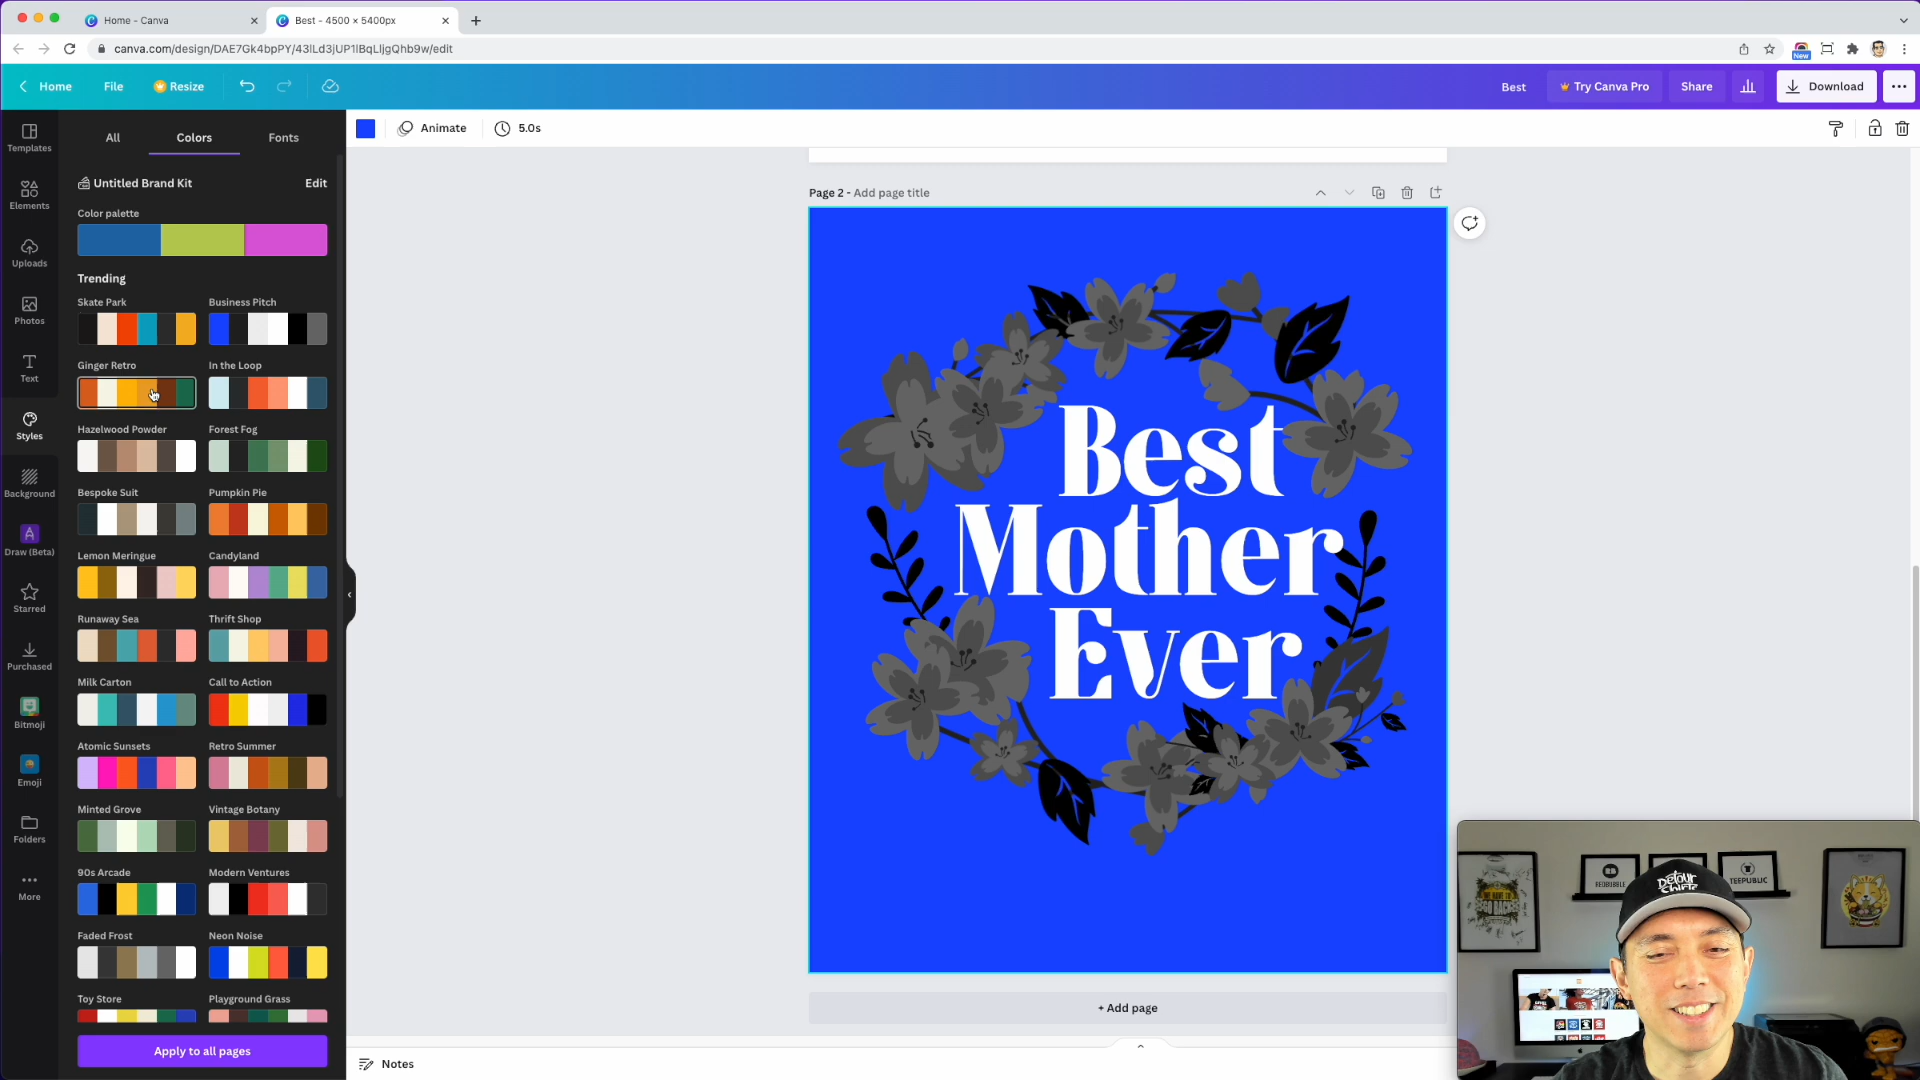 Home - Canva
Best - 4500 × 5400px
canva.com/design/DAE7Gk4bpPY/43lLd3jUP1lBqLljgQhb9w/edit
New
Home
File
Resize
Best
Try Canva Pro
Share
Download
Templates
Elements
Uploads
Photos
Text
Styles
Background
Draw (Beta)
Starred
Purchased
Bitmoji
Emoji
Folders
More
All
Colors
Fonts
Untitled Brand Kit
Edit
Color palette
Trending
Skate Park
Business Pitch
Ginger Retro
In the Loop
Hazelwood Powder
Forest Fog
Bespoke Suit
Pumpkin Pie
Lemon Meringue
Candyland
Runaway Sea
Thrift Shop
Milk Carton
Call to Action
Atomic Sunsets
Retro Summer
Minted Grove
Vintage Botany
90s Arcade
Modern Ventures
Faded Frost
Neon Noise
Toy Store
Playground Grass
Apply to all pages
Animate
5.0s
Page 2 - Add page title
Best
Mother
Ever
+ Add page
Notes
REDBUBBLE
TEEPUBLIC
DETOUR
SHIRTS